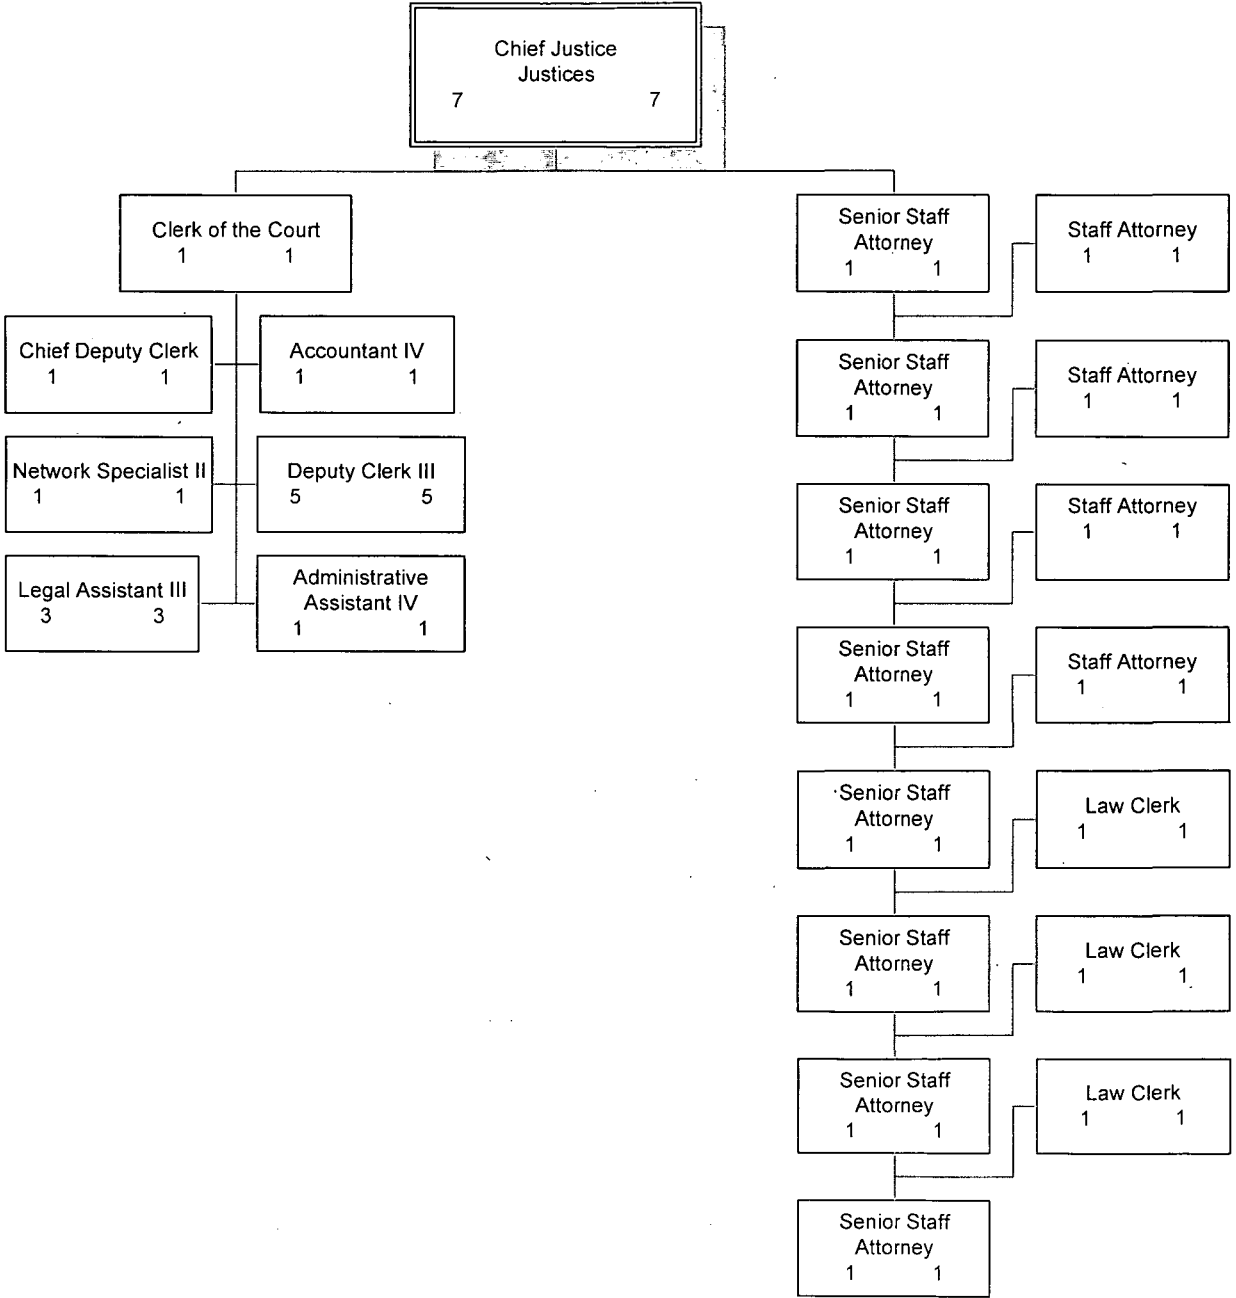 Chief Justice
Justices
7 7
Clerk of the Court
1 1
Chief Deputy Clerk
1 1
Accountant IV
1 1
Network Specialist II
1 1
Deputy Clerk III
5 5
Legal Assistant III
3 3
Administrative
Assistant IV
1 1
Senior Staff
Attorney
1 1
Staff Attorney
1 1
Senior Staff
Attorney
1 1
Staff Attorney
1 1
Senior Staff
Attorney
1 1
Staff Attorney
1 1
Senior Staff
Attorney
1 1
Staff Attorney
1 1
Senior Staff
Attorney
1 1
Law Clerk
1 1
Senior Staff
Attorney
1 1
Law Clerk
1 1
Senior Staff
Attorney
1 1
Law Clerk
1 1
Senior Staff
Attorney
1 1